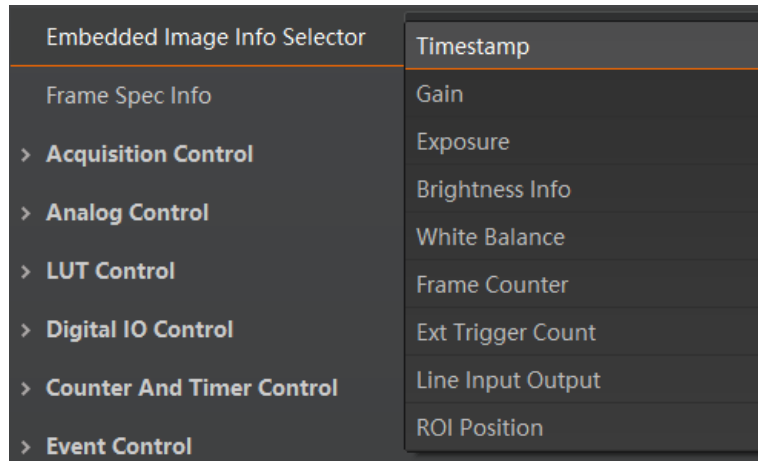 Embedded Image Info Selector
Timestamp
Frame Spec Info
Gain
Exposure
> Acquisition Control
Brightness Info
> Analog Control
White Balance
> LUT Control
Frame Counter
> Digital IO Control
Ext Trigger Count
> Counter And Timer Control
Line Input Output
> Event Control
ROI Position